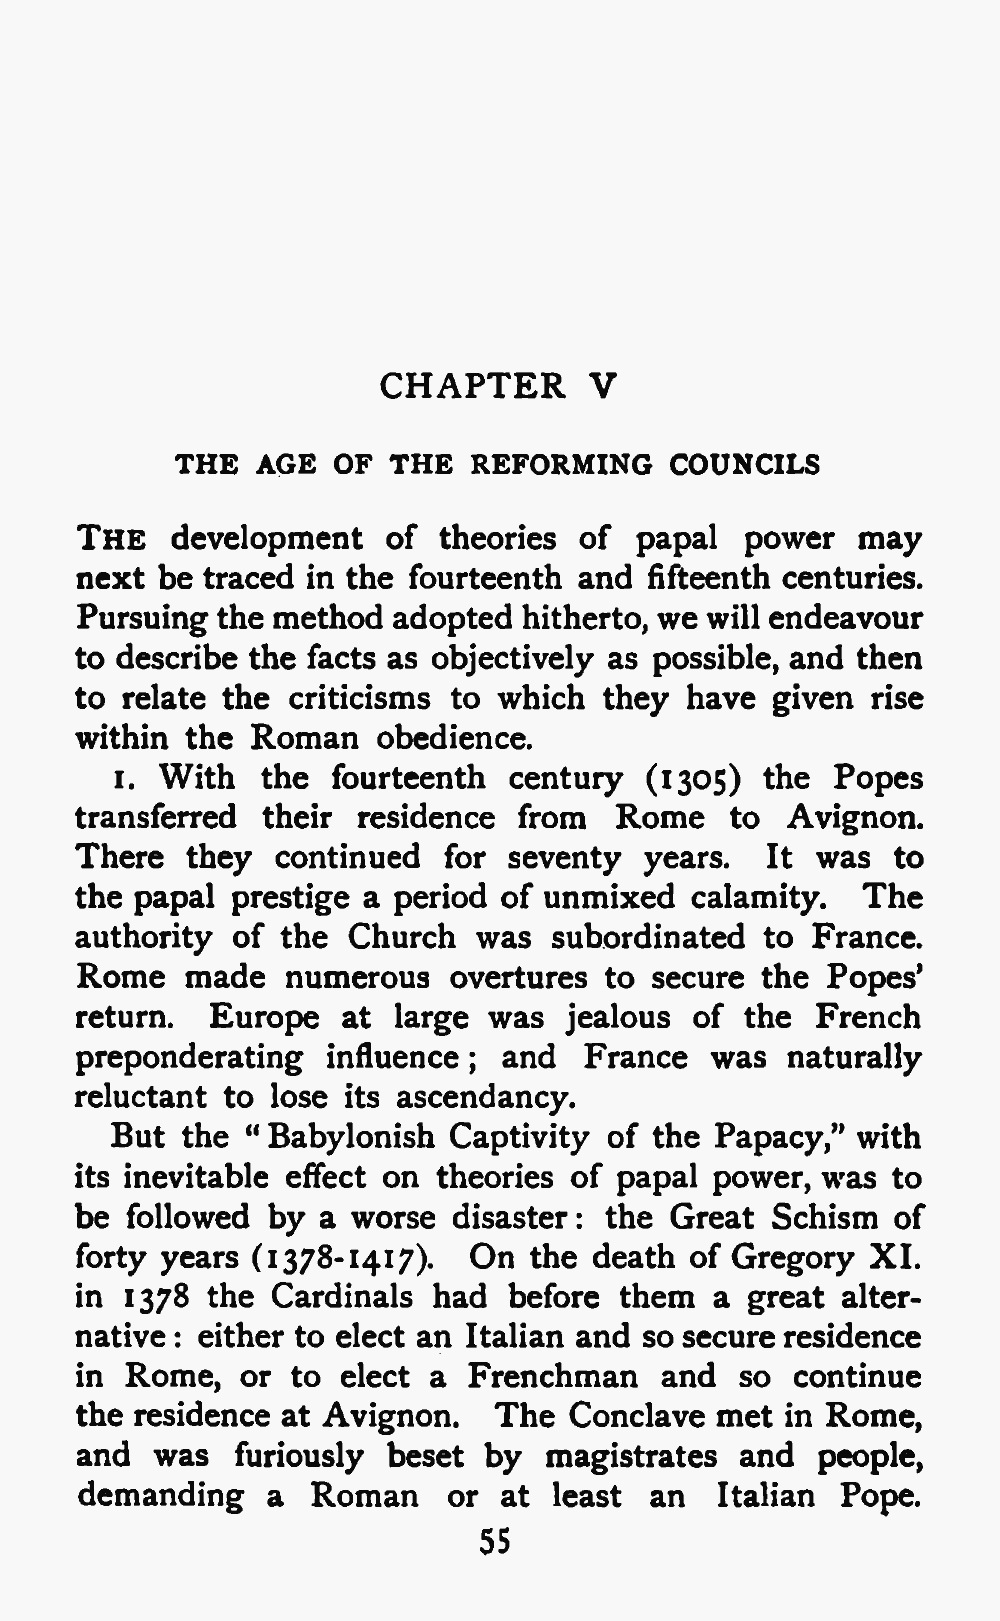 CHAPTER V
THE AGE OF THE REFORMING COUNCILS
THE development of theories of papal power may
next be traced in the fourteenth and fifteenth centuries.
Pursuing the method adopted hitherto, we will endeavour
to describe the facts as objectively as possible, and then
to relate the criticisms to which they have given rise
within the Roman obedience.
1. With the fourteenth century (1305) the Popes
transferred their residence from Rome to Avignon.
There they continued for seventy years. It was to
the papal prestige a period of unmixed calamity. The
authority of the Church was subordinated to France.
Rome made numerous overtures to secure the Popes'
return. Europe at large was jealous of the French
preponderating influence; and France was naturally
reluctant to lose its ascendancy.
But the "Babylonish Captivity of the Papacy," with
its inevitable effect on theories of papal power, was to
be followed by a worse disaster: the Great Schism of
forty years (1378-1417). On the death of Gregory XI.
in 1378 the Cardinals had before them a great alter-
native: either to elect an Italian and so secure residence
in Rome, or to elect a Frenchman and so continue
the residence at Avignon. The Conclave met in Rome,
and was furiously beset by magistrates and people,
demanding a Roman or at least an Italian Pope.
55